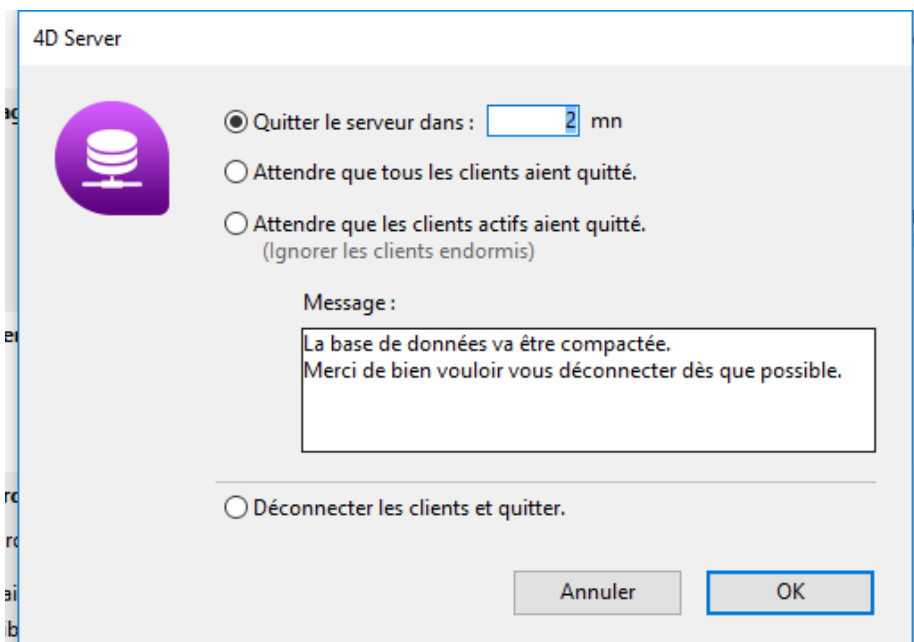 4D Server
Quitter le serveur dans : 2 mn
Attendre que tous les clients aient quitté.
Attendre que les clients actifs aient quitté.
(Ignorer les clients endormis)
Message :
La base de données va être compactée.
Merci de bien vouloir vous déconnecter dès que possible.
Déconnecter les clients et quitter.
Annuler OK